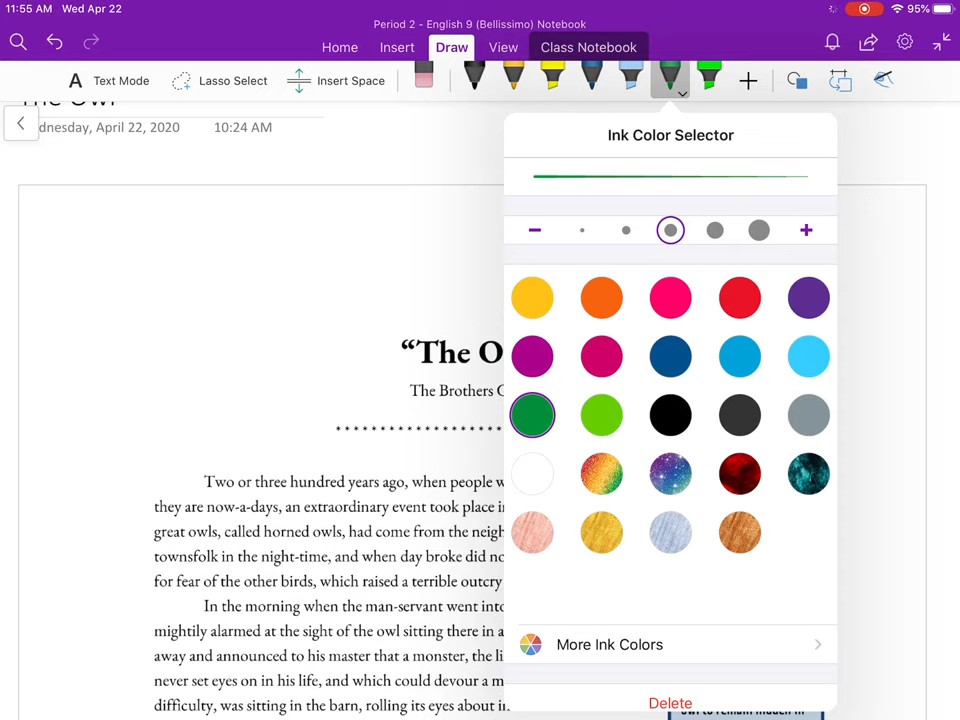 11:55 AM Wed Apr 22
95%
Period 2 - English 9 (Bellissimo) Notebook
Home Insert Draw View Class Notebook
A Text Mode Lasso Select Insert Space
The Owl
dnesday, April 22, 2020 10:24 AM
Ink Color Selector
“The O
The Brothers
* * * * * * * * * * * * * * * * * * *
Two or three hundred years ago, when people w
they are now-a-days, an extraordinary event took place in
great owls, called horned owls, had come from the neigh
townsfolk in the night-time, and when day broke did no
for fear of the other birds, which raised a terrible outcry
In the morning when the man-servant went into
mightily alarmed at the sight of the owl sitting there in a
away and announced to his master that a monster, the li
never set eyes on in his life, and which could devour a m
difficulty, was sitting in the barn, rolling its eyes about in
More Ink Colors
Delete